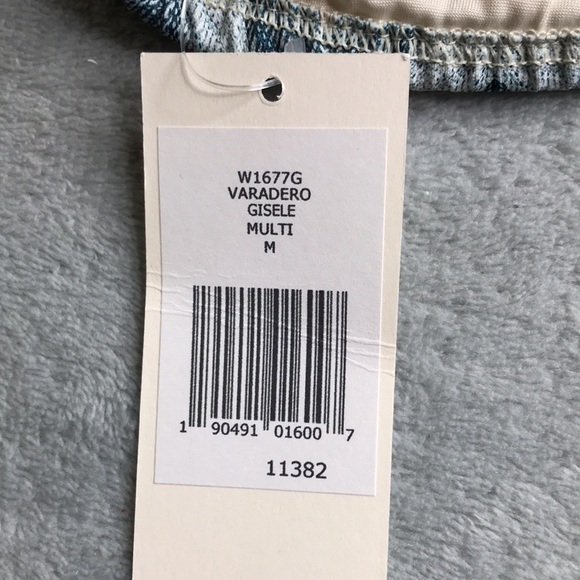 W1677G
VARADERO
GISELE
MULTI
M
1 90491 01600 7
11382